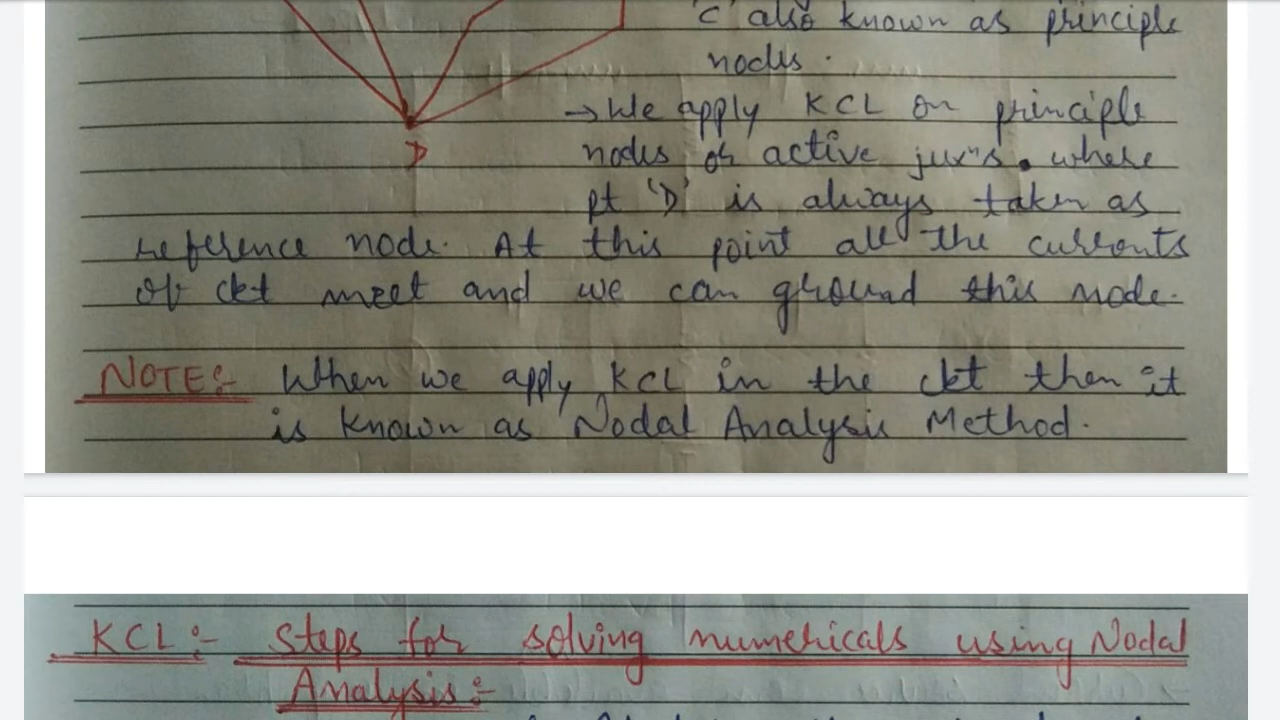 'C' also known as principle
nodes.
→ We apply KCL on principle
nodes or active junⁿs. where
pt 'D' is always taken as
D
reference node. At this point all the currents
of ckt meet and we can ground this node.
NOTE:- When we apply KCL in the ckt then it
is known as Nodal Analysis Method.
KCL:- Steps for solving numericals using Nodal
Analysis:-